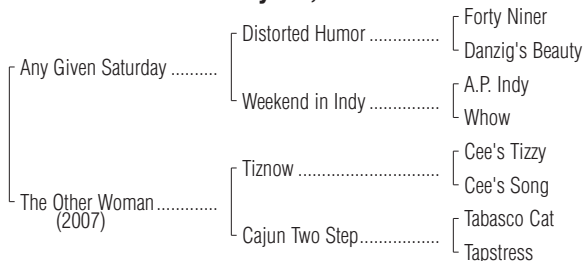 Forty Niner
Distorted Humor ...............
Danzig's Beauty
Any Given Saturday ..........
A.P. Indy
Weekend in Indy ...............
Whow
Cee's Tizzy
Tiznow ..............................
Cee's Song
The Other Woman .............
(2007)
Tabasco Cat
Cajun Two Step .................
Tapstress